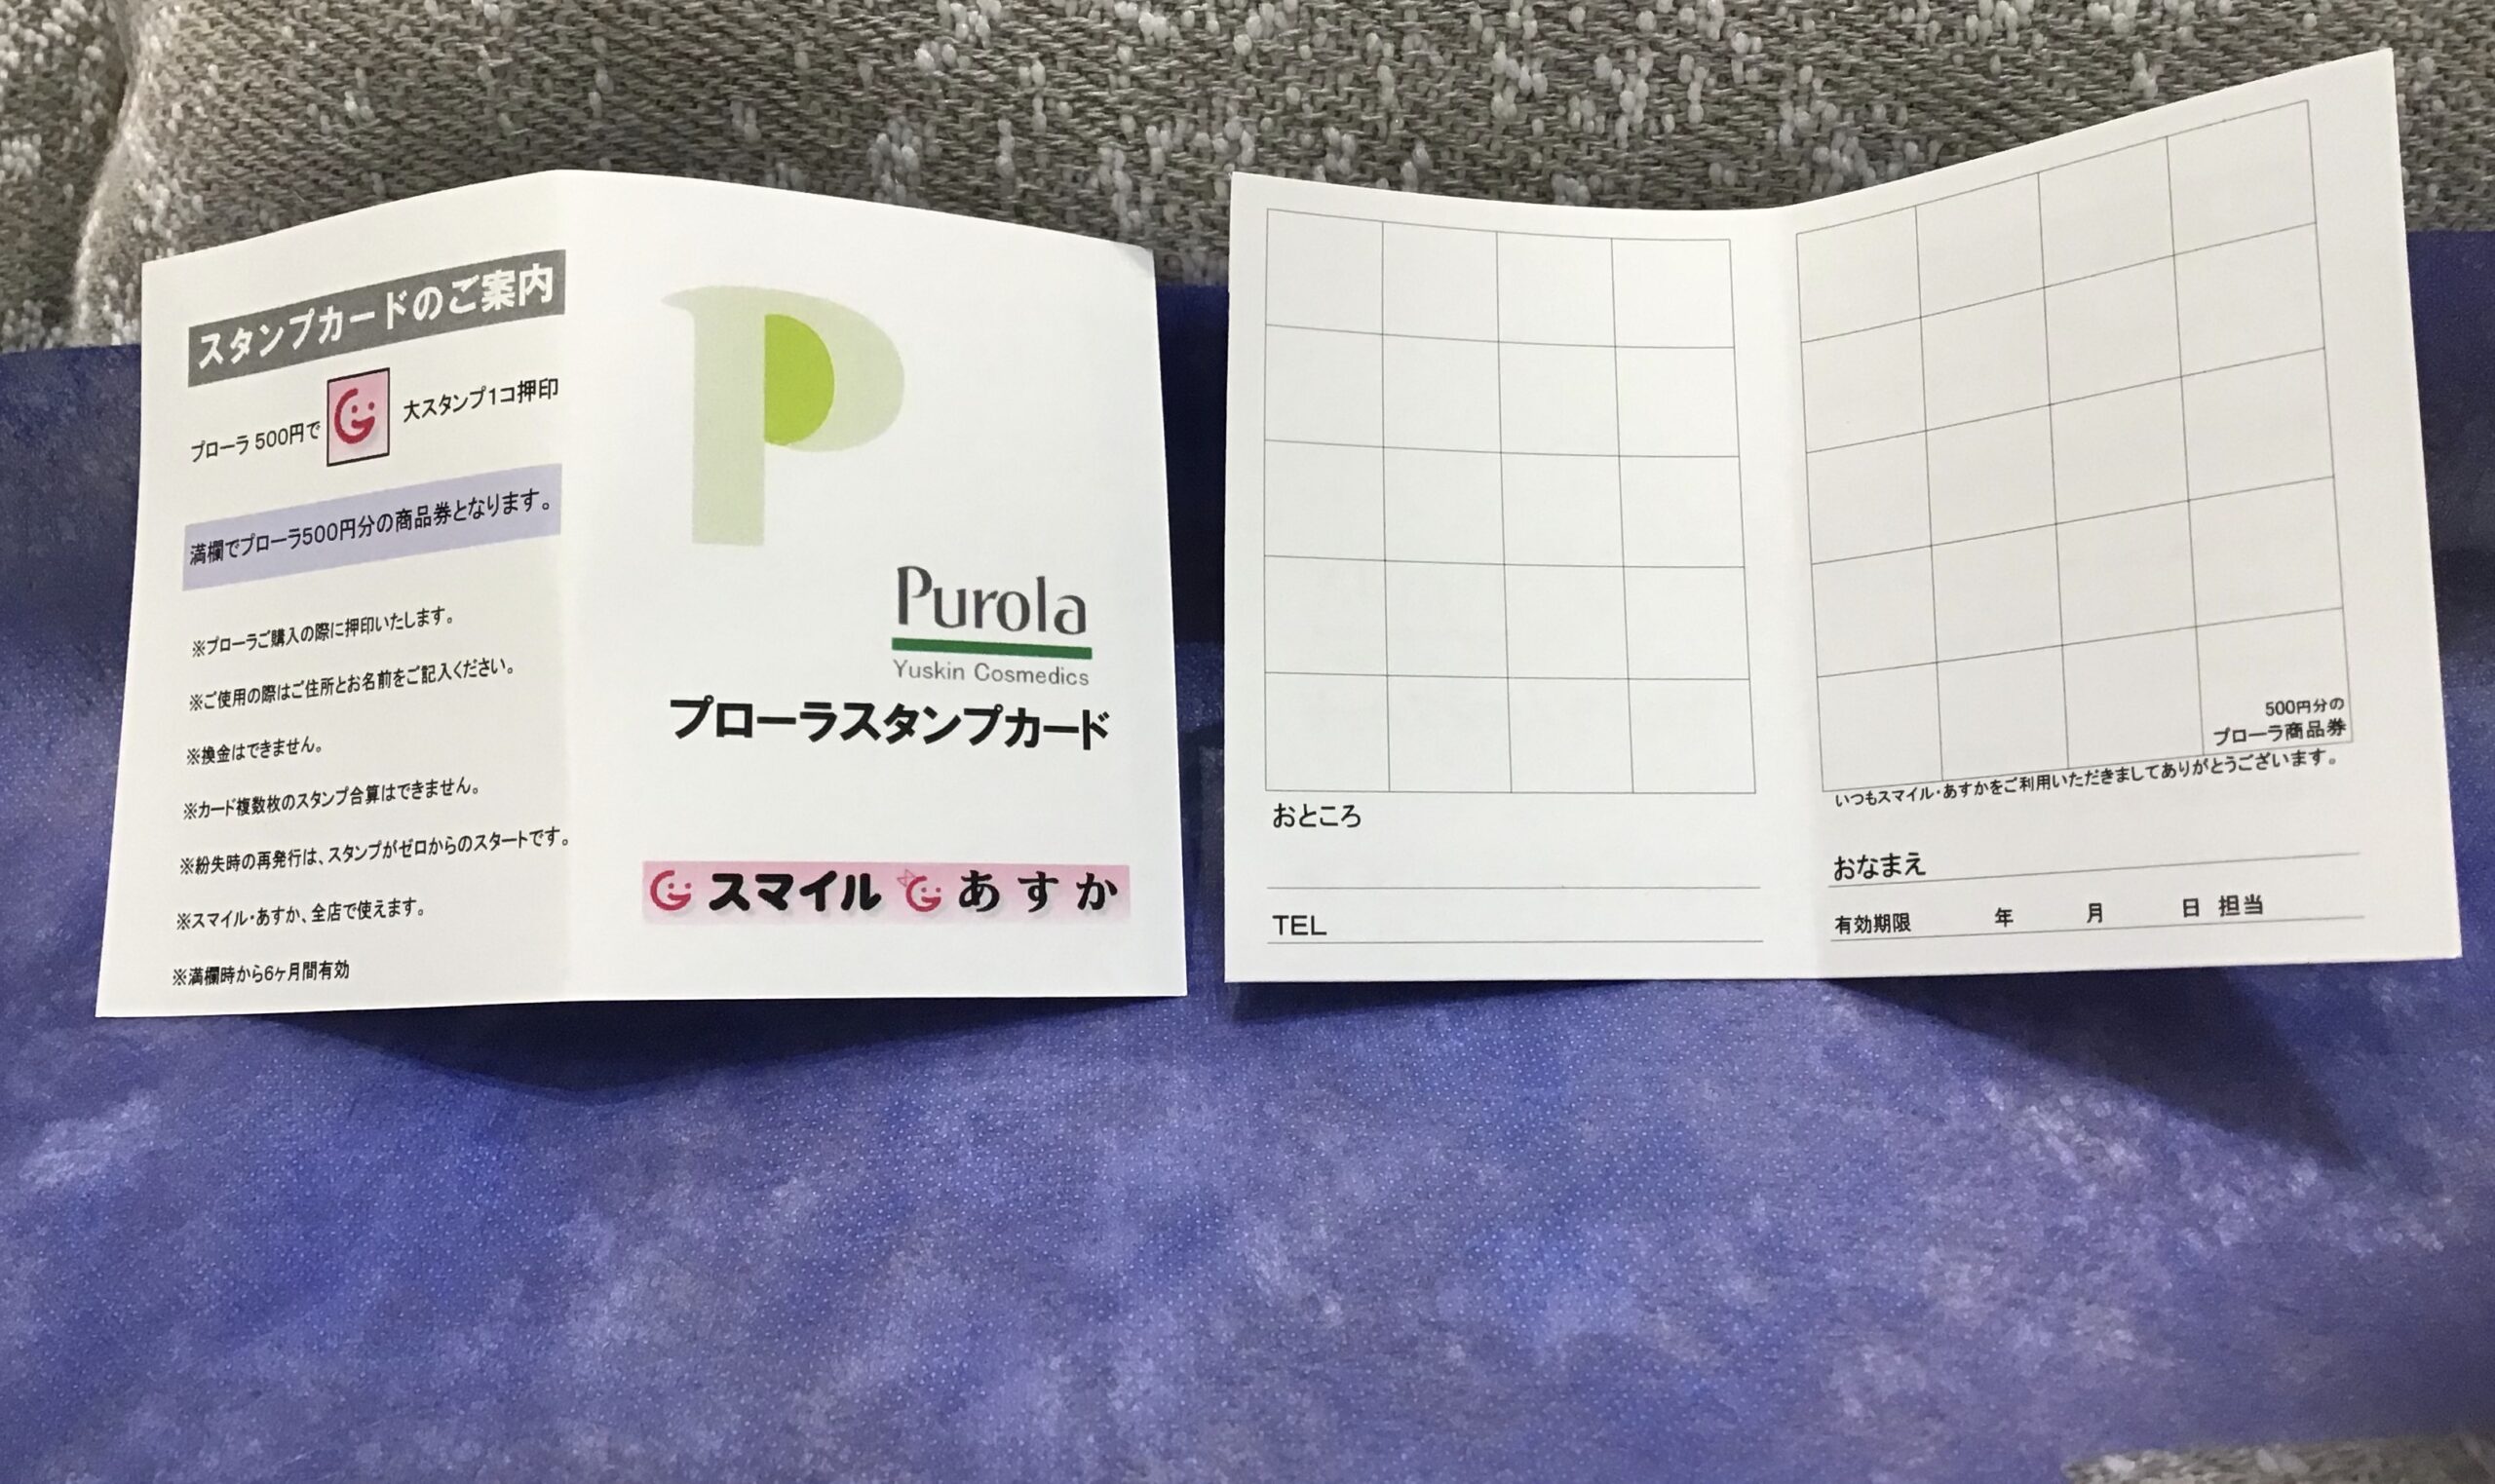 スタンプカードのご案内
プローラ 500円で 大スタンプ1コ押印
満欄でプローラ500円分の商品券となります。
※プローラご購入の際に押印いたします。
※ご使用の際はご住所とお名前をご記入ください。
※換金はできません。
※カード複数枚のスタンプ合算はできません。
※紛失時の再発行は、スタンプがゼロからのスタートです。
※スマイル・あすか、全店で使えます。
※満欄時から6ヶ月間有効
Purola
Yuskin Cosmedics
プローラスタンプカード
スマイル あすか
おところ
TEL
500円分の
プローラ商品券
いつもスマイル・あすかをご利用いただきましてありがとうございます。
おなまえ
有効期限 年 月 日 担当